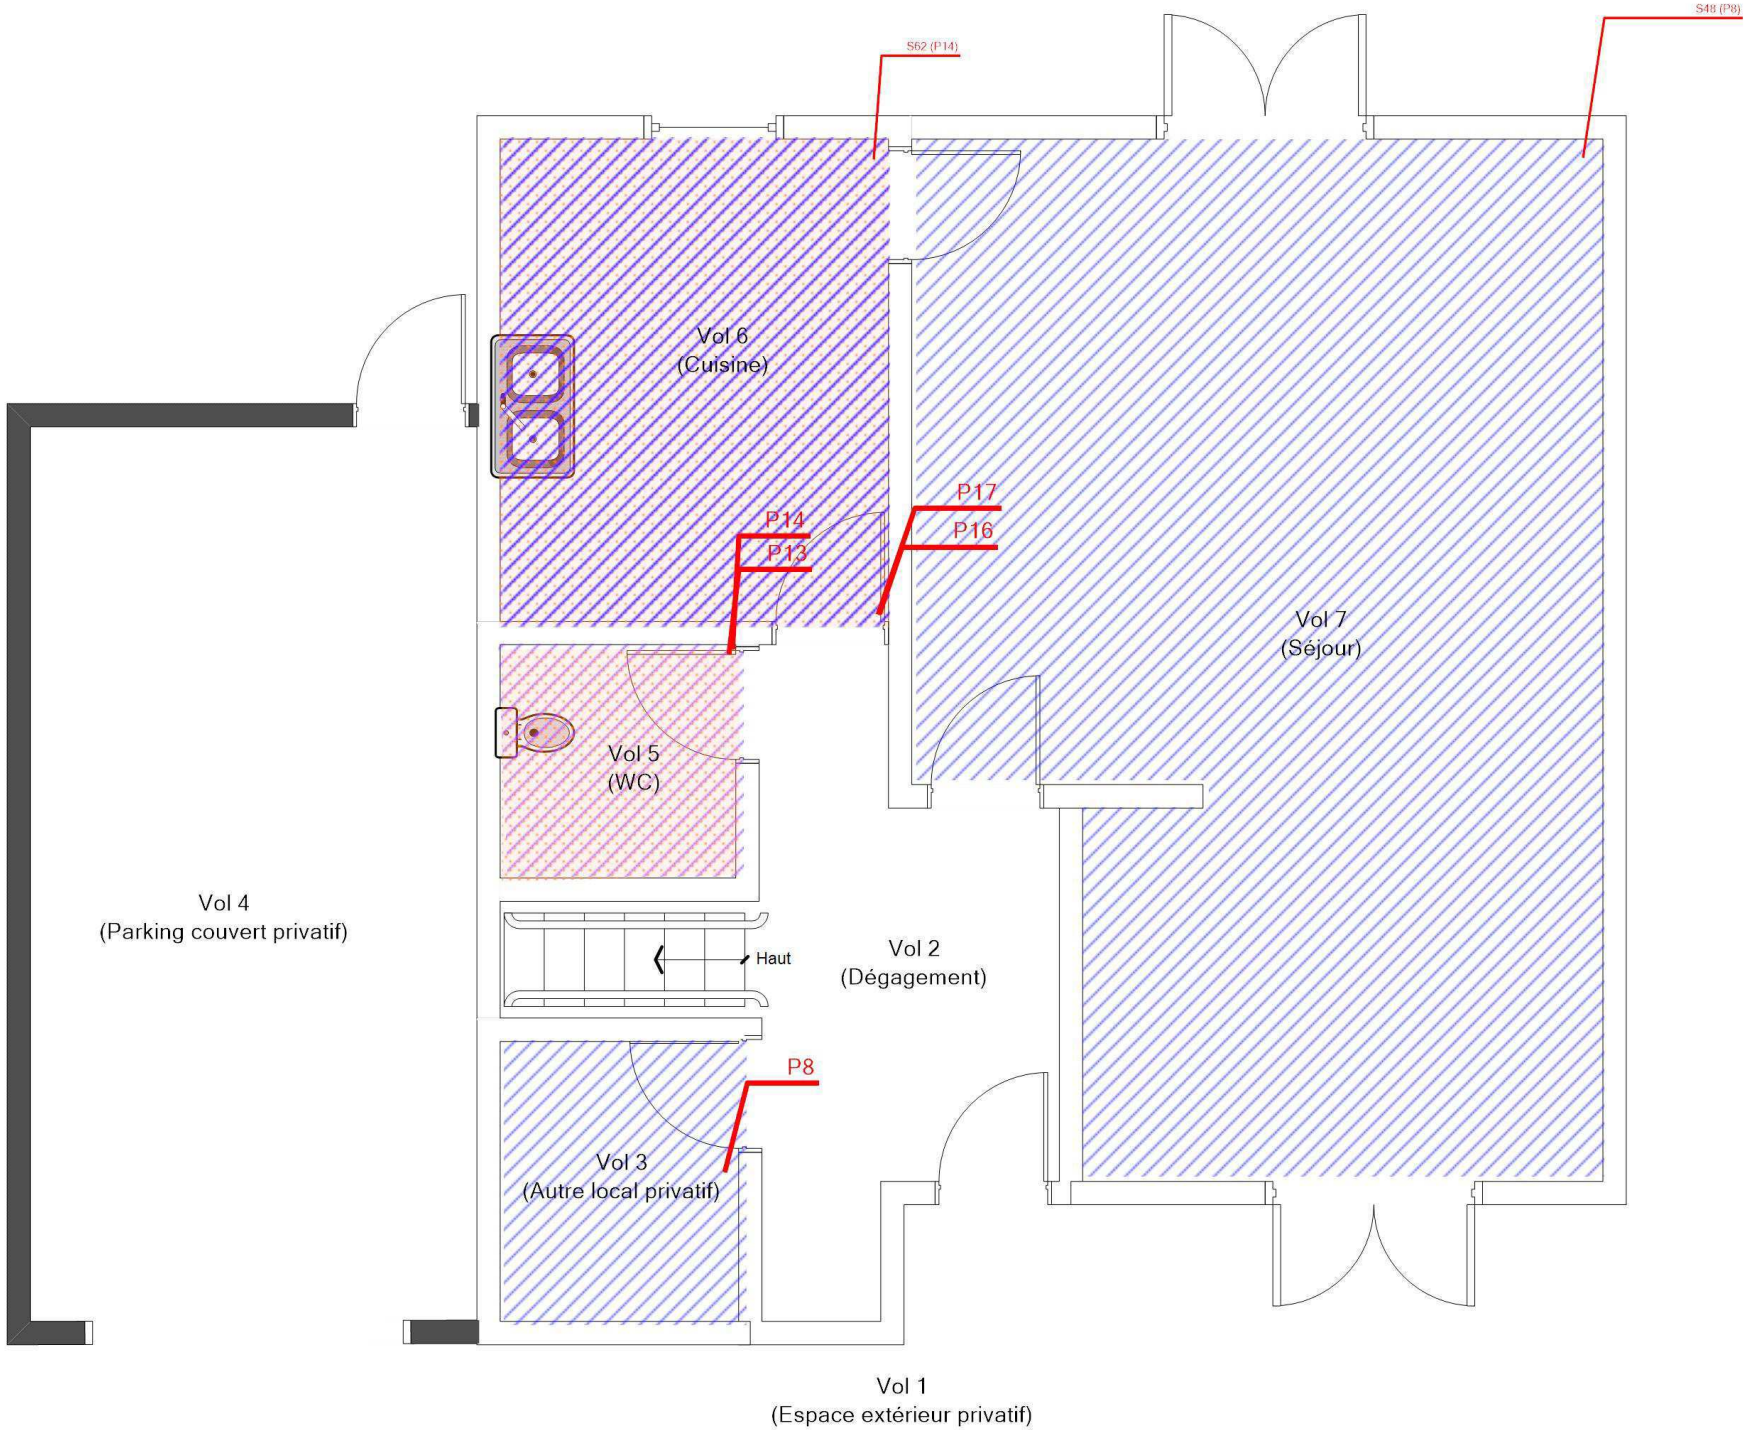 S48 (P8)
S62 (P14)
Vol 6
(Cuisine)
P17
P14
P16
P13
Vol 7
(Séjour)
Vol 5
(WC)
Vol 4
(Parking couvert privatif)
Haut
Vol 2
(Dégagement)
P8
Vol 3
(Autre local privatif)
Vol 1
(Espace extérieur privatif)